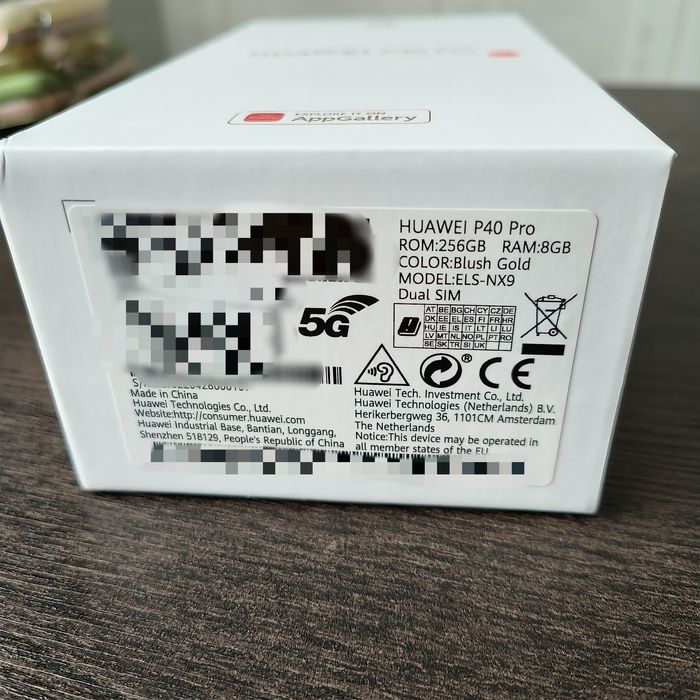 HUAWEI P40 Pro
EXPLORE IT ON
AppGallery
HUAWEI P40 Pro
ROM:256GB RAM:8GB
COLOR:Blush Gold
MODEL:ELS-NX9
Dual SIM
5G
AT BE BG CH CY CZ DE
DK EE EL ES FI FR HR
HU IE IS IT LT LI LU
LV MT NL NO PL PT RO
SE SK TR SI UK
CE
Made in China
Huawei Technologies Co., Ltd.
Website:http://consumer.huawei.com
Huawei Industrial Base, Bantian, Longgang,
Shenzhen 518129, People's Republic of China
Huawei Tech. Investment Co., Ltd.
Huawei Technologies (Netherlands) B.V.
Herikerbergweg 36, 1101CM Amsterdam
The Netherlands
Notice:This device may be operated in
all member states of the EU